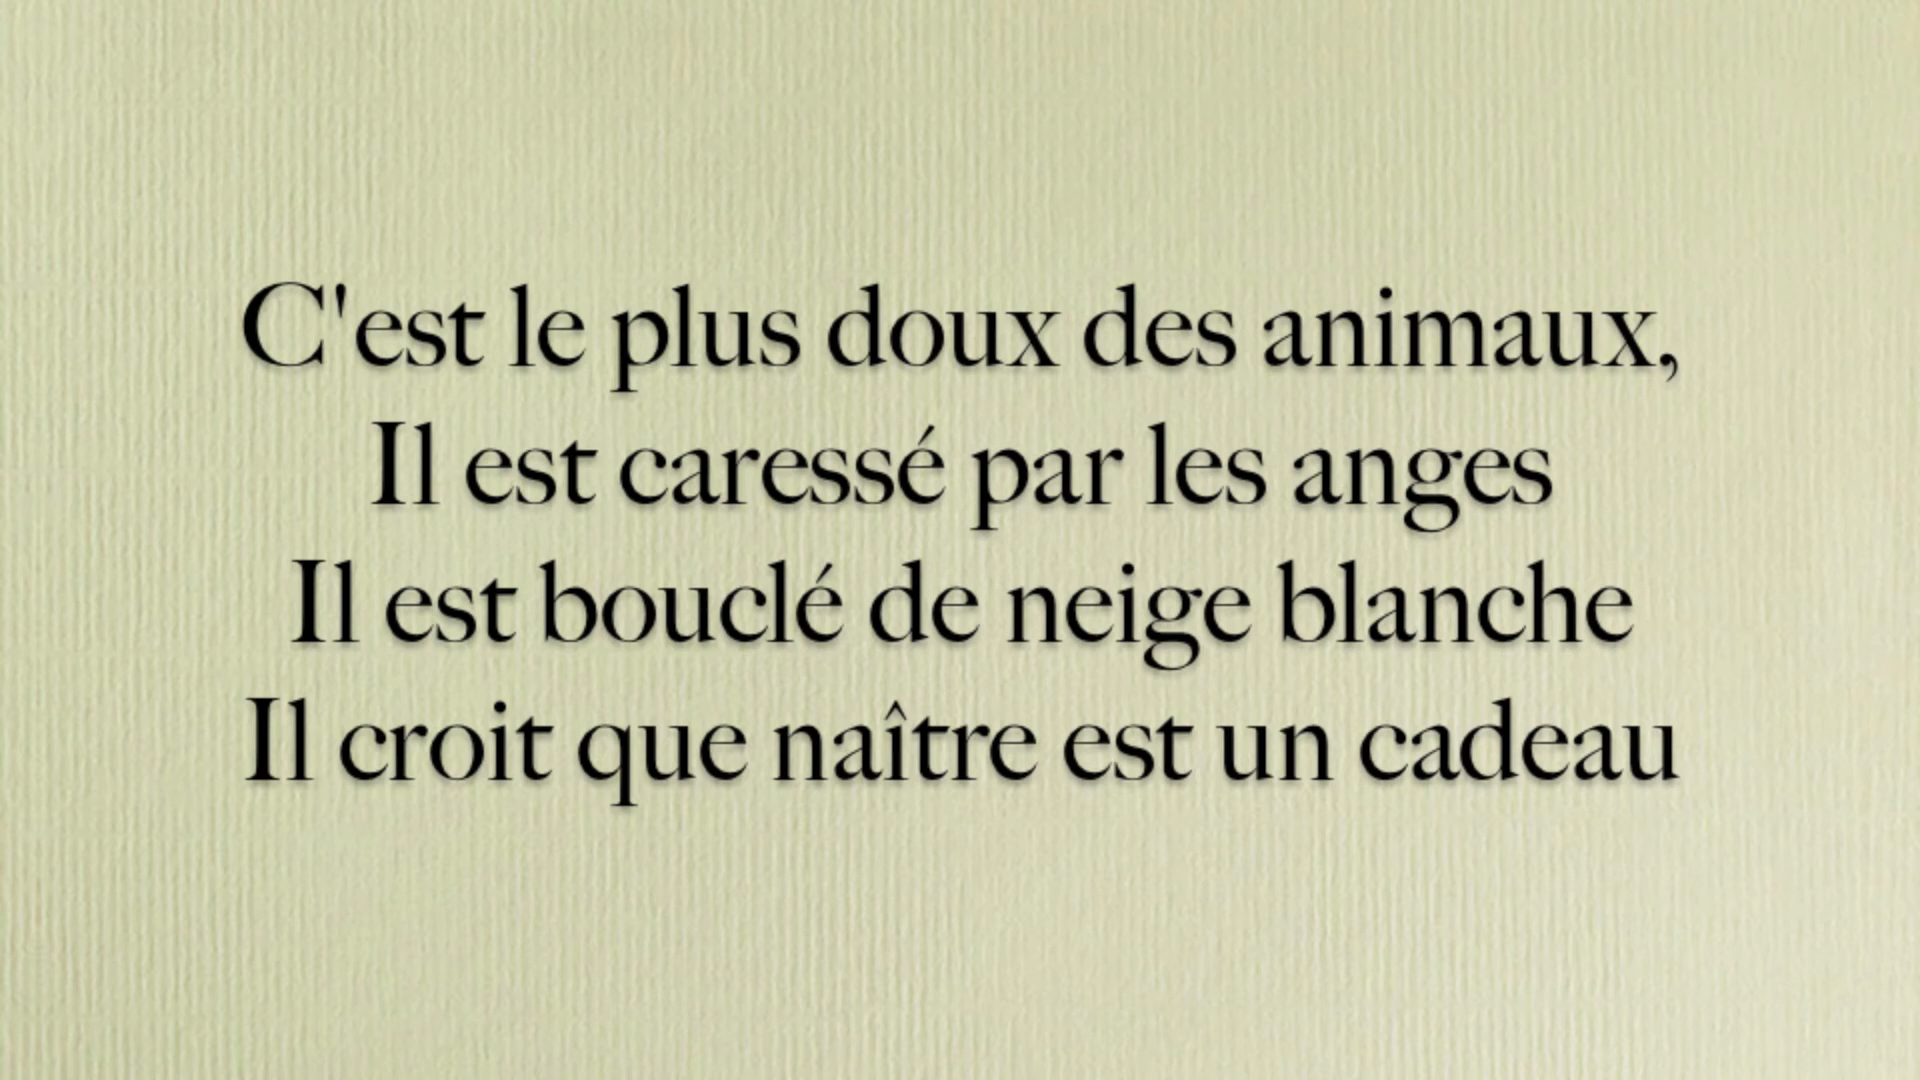 C'est le plus doux des animaux,
Il est caressé par les anges
Il est bouclé de neige blanche
Il croit que naître est un cadeau